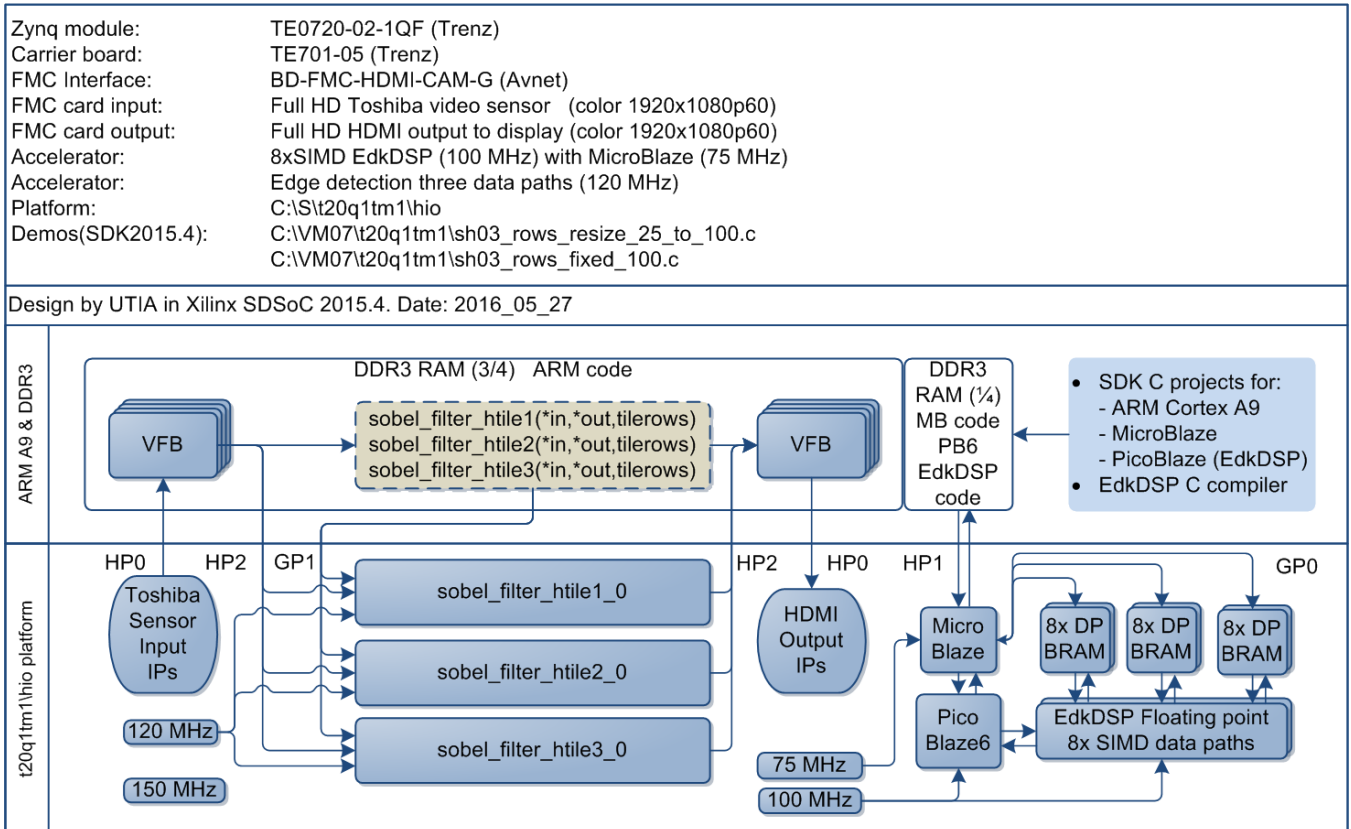 Zynq module: TE0720-02-1QF (Trenz)
Carrier board: TE701-05 (Trenz)
FMC Interface: BD-FMC-HDMI-CAM-G (Avnet)
FMC card input: Full HD Toshiba video sensor (color 1920x1080p60)
FMC card output: Full HD HDMI output to display (color 1920x1080p60)
Accelerator: 8xSIMD EdkDSP (100 MHz) with MicroBlaze (75 MHz)
Accelerator: Edge detection three data paths (120 MHz)
Platform: C:\S\t20q1tm1\hio
Demos(SDK2015.4): C:\VM07\t20q1tm1\sh03_rows_resize_25_to_100.c
C:\VM07\t20q1tm1\sh03_rows_fixed_100.c
Design by UTIA in Xilinx SDSoC 2015.4. Date: 2016_05_27
ARM A9 & DDR3
DDR3 RAM (3/4) ARM code
VFB
sobel_filter_htile1(*in,*out,tilerows)
sobel_filter_htile2(*in,*out,tilerows)
sobel_filter_htile3(*in,*out,tilerows)
VFB
DDR3
RAM (¼)
MB code
PB6
EdkDSP
code
• SDK C projects for:
- ARM Cortex A9
- MicroBlaze
- PicoBlaze (EdkDSP)
• EdkDSP C compiler
t20q1tm1\hio platform
HP0
HP2
GP1
HP2
HP0
HP1
GP0
Toshiba
Sensor
Input
IPs
120 MHz
150 MHz
sobel_filter_htile1_0
sobel_filter_htile2_0
sobel_filter_htile3_0
HDMI
Output
IPs
75 MHz
100 MHz
Micro
Blaze
Pico
Blaze6
8x DP
BRAM
8x DP
BRAM
8x DP
BRAM
EdkDSP Floating point
8x SIMD data paths